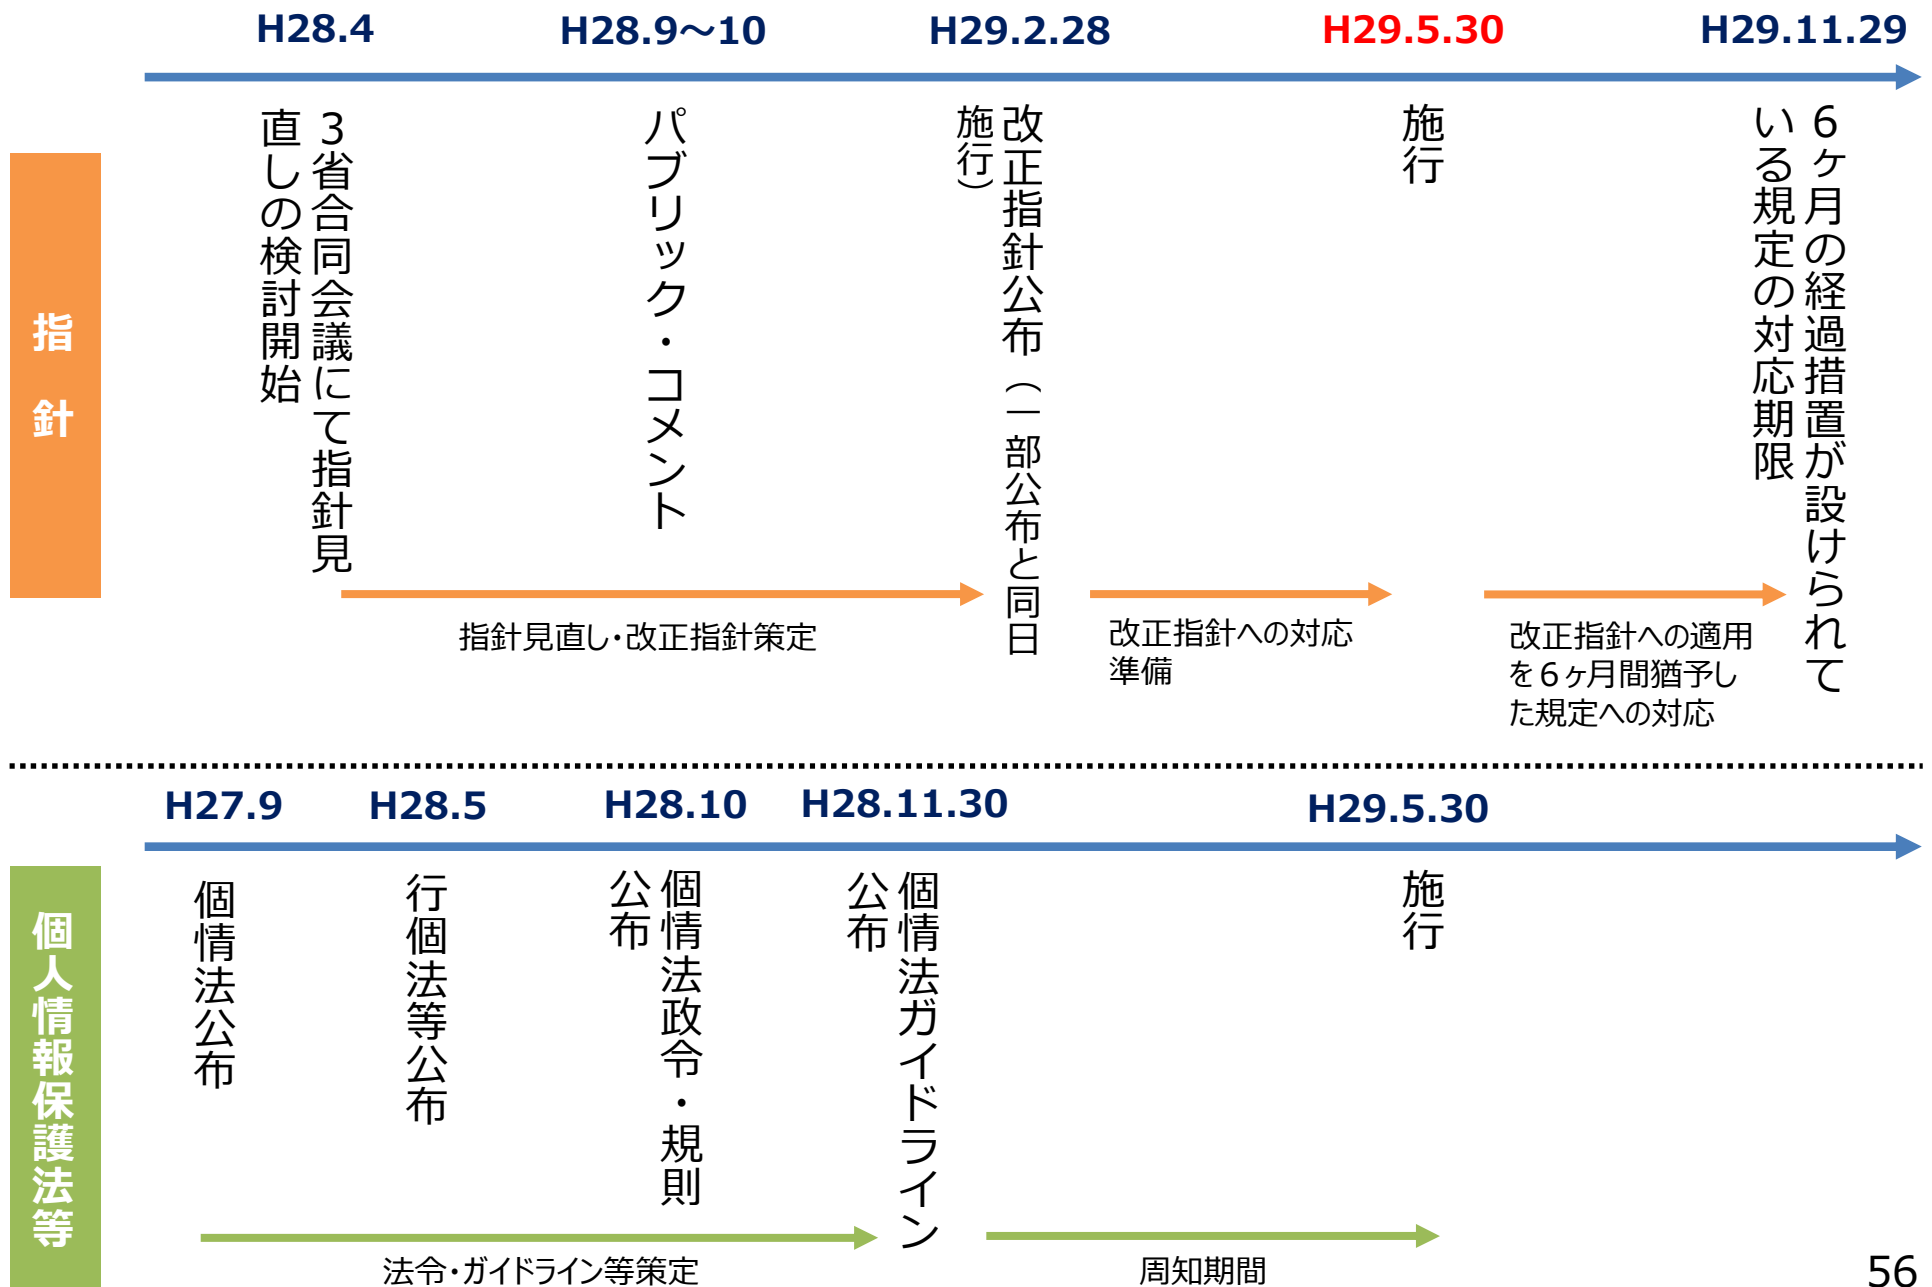 H28.4
H28.9～10
H29.2.28
H29.5.30
H29.11.29
指針
３省合同会議にて指針見
直しの検討開始
パブリック・コメント
改正指針公布（一部公布と同日
施行）
施行
６ヶ月の経過措置が設けられて
いる規定の対応期限
指針見直し・改正指針策定
改正指針への対応
準備
改正指針への適用
を６ヶ月間猶予し
た規定への対応
H27.9
H28.5
H28.10
H28.11.30
H29.5.30
個人情報保護法等
個情法公布
行個法等公布
個情法政令・規則
公布
個情法ガイドライン
公布
施行
法令・ガイドライン等策定
周知期間
56